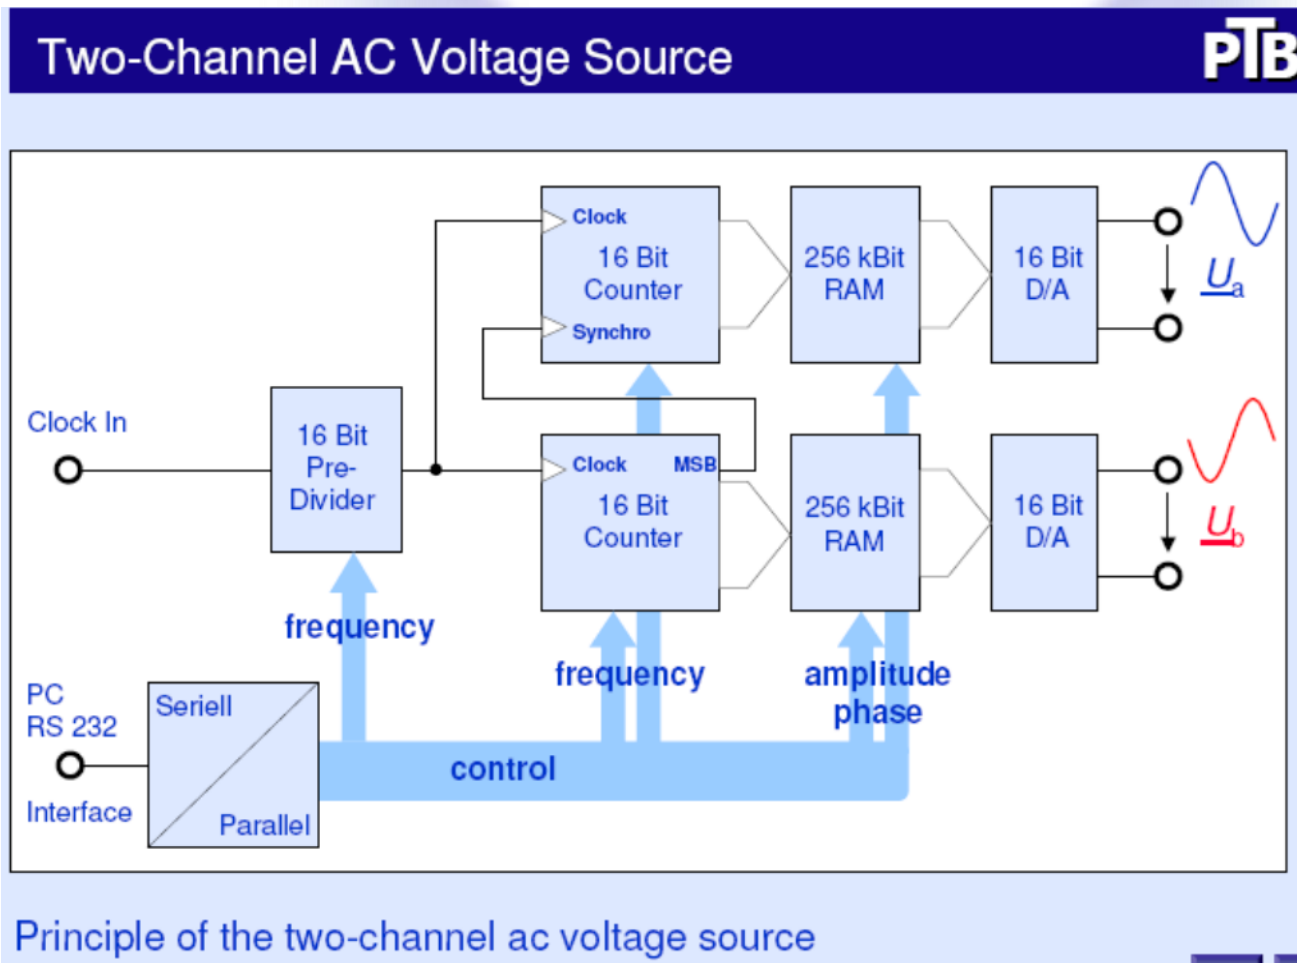 Two-Channel AC Voltage Source
PTB
Clock
16 Bit
Counter
Synchro
256 kBit
RAM
16 Bit
D/A
U
a
Clock In
16 Bit
Pre-
Divider
Clock
MSB
16 Bit
Counter
256 kBit
RAM
16 Bit
D/A
U
b
frequency
frequency
amplitude
phase
PC
RS 232
Interface
Seriell
Parallel
control
Principle of the two-channel ac voltage source